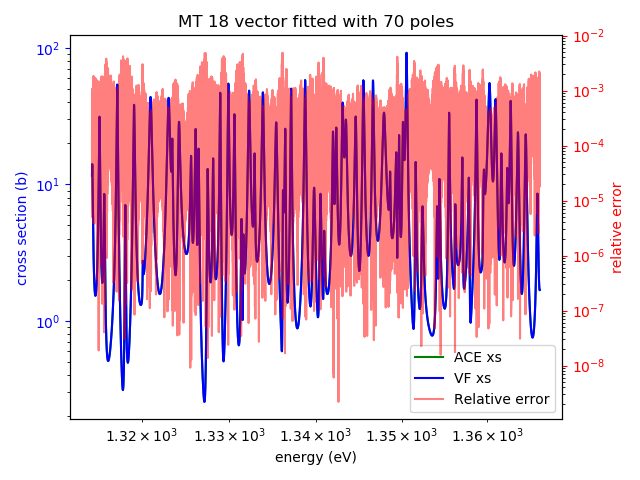 MT 18 vector fitted with 70 poles
10²
10¹
10⁰
cross section (b)
10⁻²
10⁻³
10⁻⁴
10⁻⁵
10⁻⁶
10⁻⁷
10⁻⁸
relative error
ACE xs
VF xs
Relative error
1.32 × 10³ 1.33 × 10³ 1.34 × 10³ 1.35 × 10³ 1.36 × 10³
energy (eV)